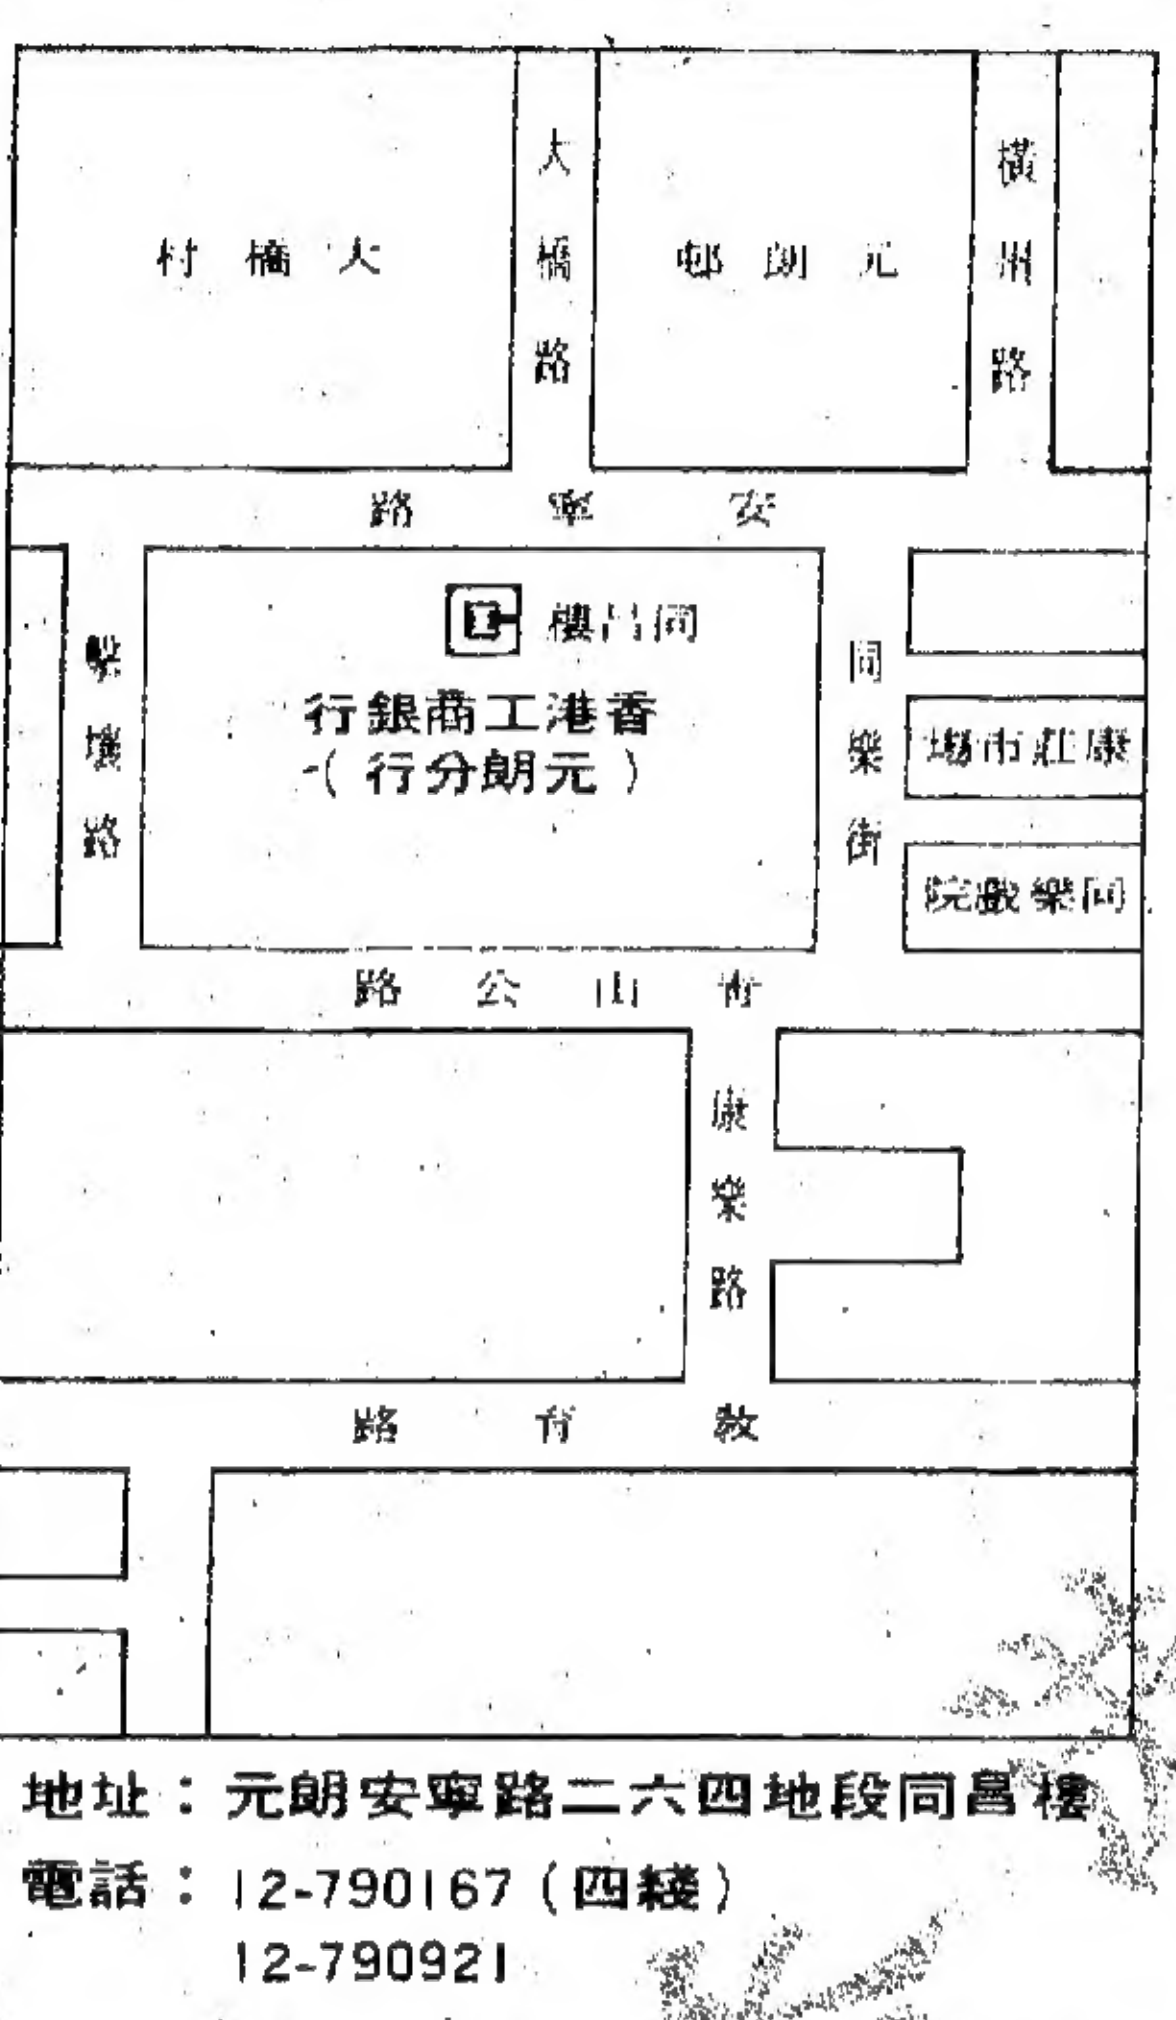 大橋村
大橋路
元朗邨
橫州路
安寧路
同昌樓
香港工商銀行
(元朗分行)
擊壤路
同樂街
康莊市場
同樂戲院
青山公路
康樂路
教育路
地址：元朗安寧路二六四地段同昌樓
電話：12-790167(四綫)
12-790921